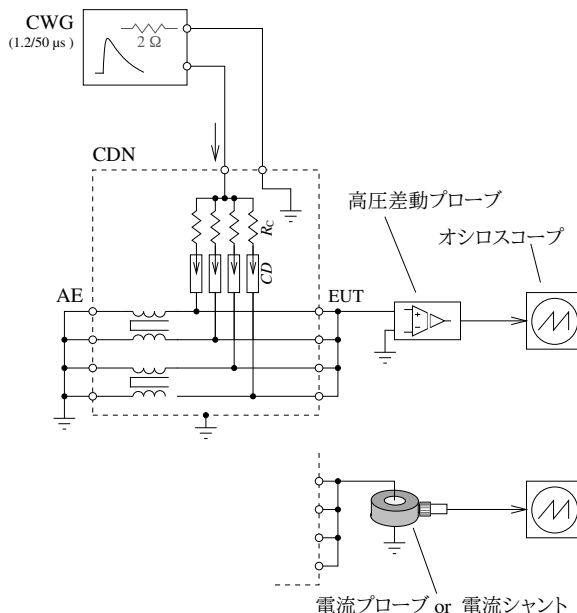 CWG
(1.2/50 μs )
2 Ω
CDN
R_C
CD
高圧差動プローブ
オシロスコープ
AE
EUT
+
−
電流プローブ or 電流シャント